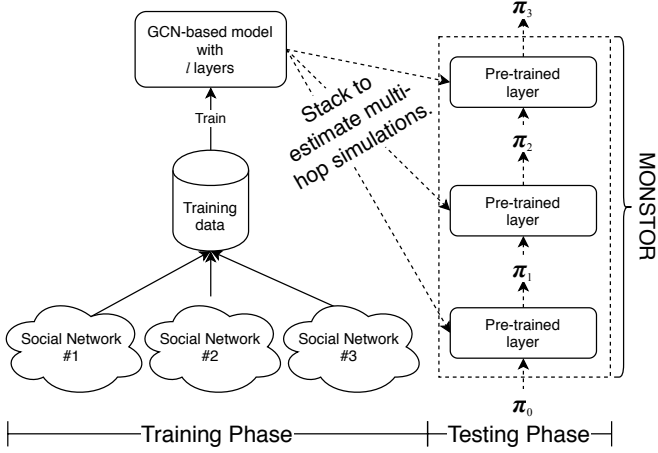 GCN-based model
with
l layers
Train
Training
data
Social Network
#1
Social Network
#2
Social Network
#3
Stack to
estimate multi-
hop simulations.
π3
Pre-trained
layer
π2
Pre-trained
layer
π1
Pre-trained
layer
π0
MONSTOR
Training Phase
Testing Phase